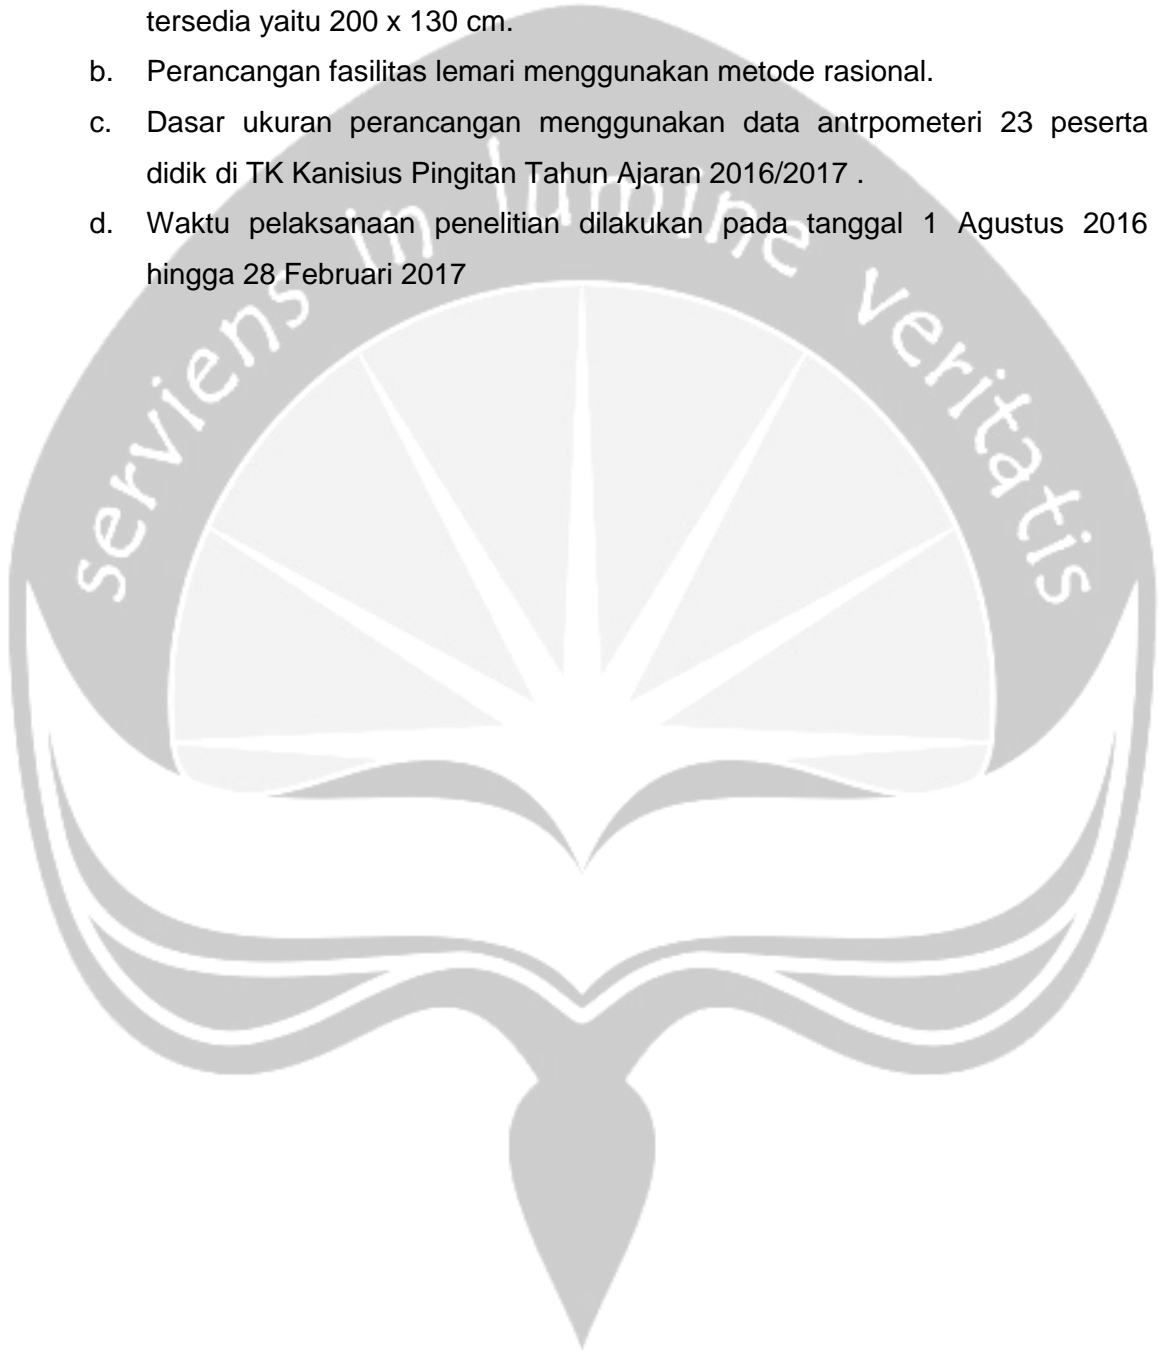 tersedia yaitu 200 x 130 cm.
b. Perancangan fasilitas lemari menggunakan metode rasional.
c. Dasar ukuran perancangan menggunakan data antrpometeri 23 peserta
didik di TK Kanisius Pingitan Tahun Ajaran 2016/2017 .
d. Waktu pelaksanaan penelitian dilakukan pada tanggal 1 Agustus 2016
hingga 28 Februari 2017
serviens in lumine veritatis